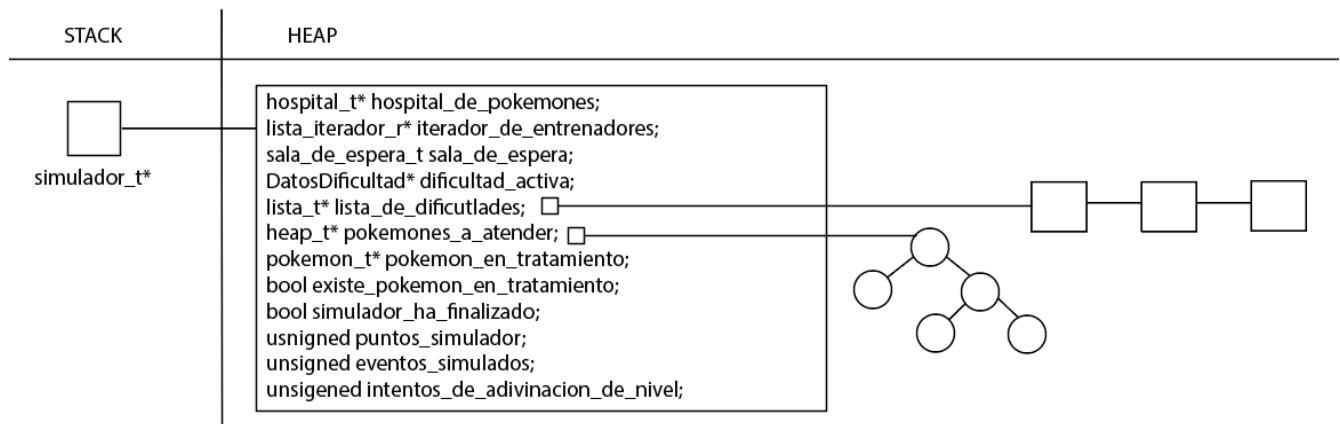 STACK
HEAP
hospital_t* hospital_de_pokemones;
lista_iterador_r* iterador_de_entrenadores;
sala_de_espera_t sala_de_espera;
DatosDificultad* dificultad_activa;
lista_t* lista_de_dificutlades;
heap_t* pokemones_a_atender;
pokemon_t* pokemon_en_tratamiento;
bool existe_pokemon_en_tratamiento;
bool simulador_ha_finalizado;
usnigned puntos_simulador;
unsigned eventos_simulados;
unsigened intentos_de_adivinacion_de_nivel;
simulador_t*